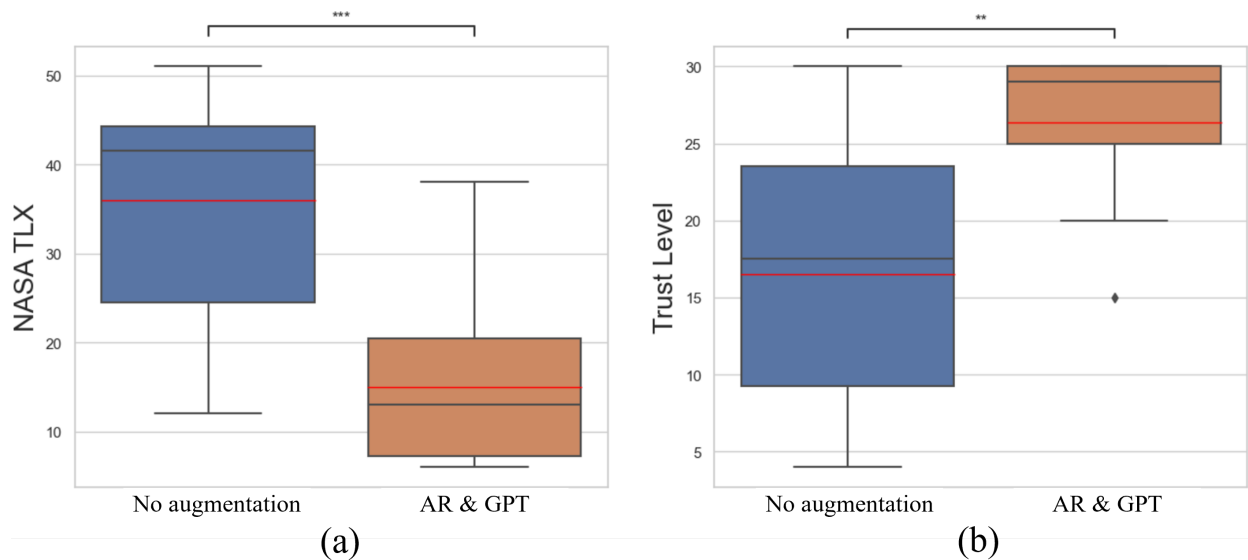 ***
NASA TLX
50
40
30
20
10
No augmentation
AR & GPT
(a)
**
Trust Level
30
25
20
15
10
5
No augmentation
AR & GPT
(b)